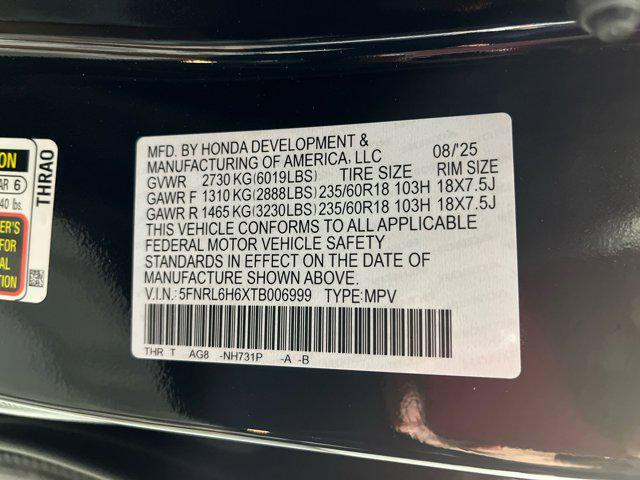 MFD. BY HONDA DEVELOPMENT &
MANUFACTURING OF AMERICA, LLC 08/'25
GVWR 2730 KG(6019LBS) TIRE SIZE RIM SIZE
GAWR F 1310 KG(2888LBS) 235/60R18 103H 18X7.5J
GAWR R 1465 KG(3230LBS) 235/60R18 103H 18X7.5J
THIS VEHICLE CONFORMS TO ALL APPLICABLE
FEDERAL MOTOR VEHICLE SAFETY
STANDARDS IN EFFECT ON THE DATE OF
MANUFACTURE SHOWN ABOVE.
V.I.N.: 5FNRL6H6XTB006999 TYPE:MPV
THR T AG8 -NH731P -A -B
THRA0
6
FOR